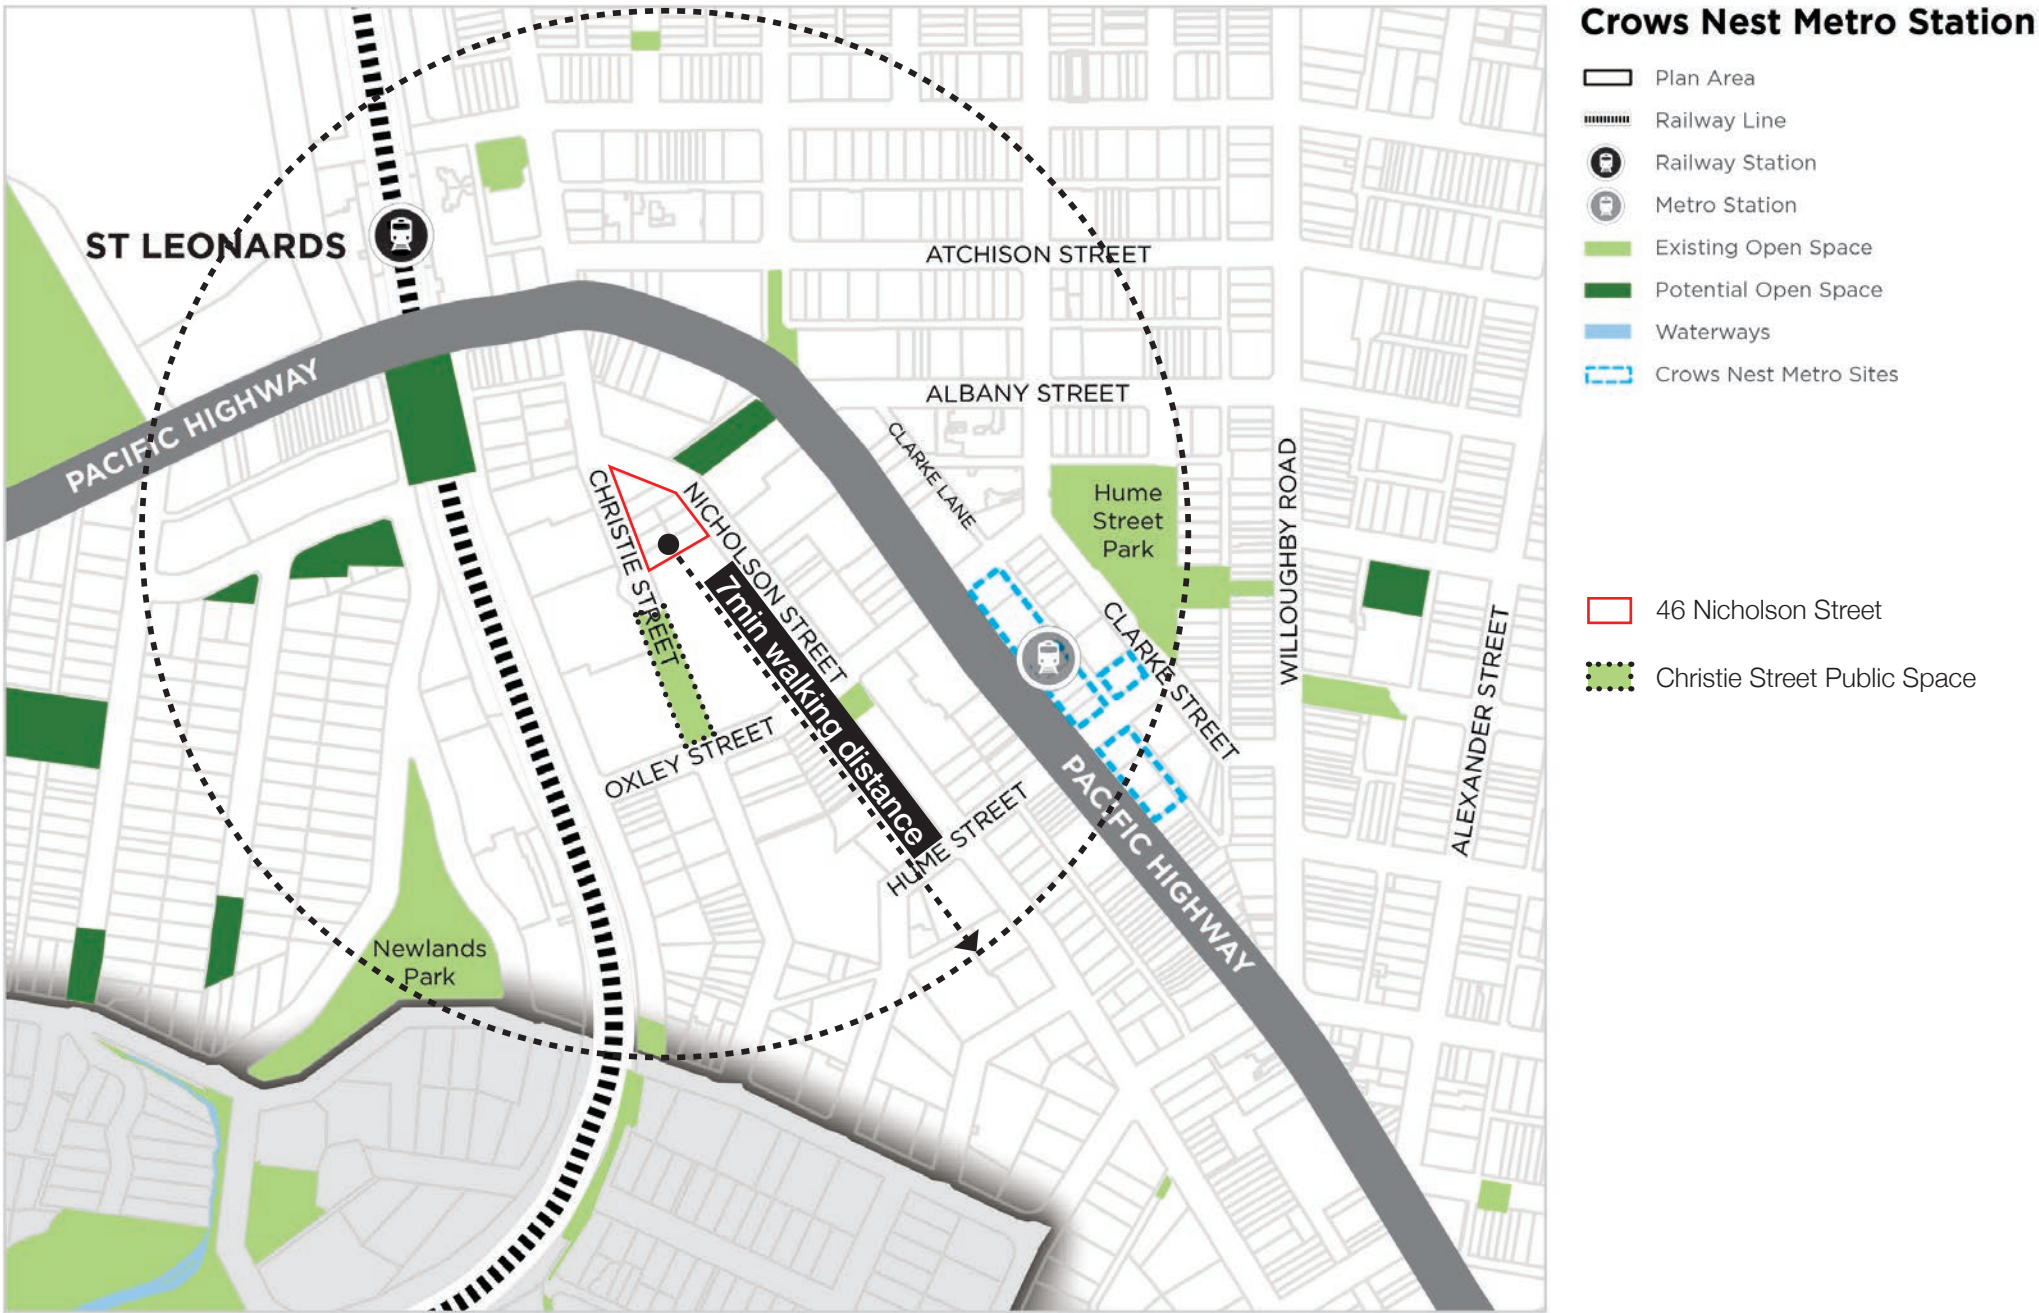 Crows Nest Metro Station
Plan Area
Railway Line
Railway Station
Metro Station
Existing Open Space
Potential Open Space
Waterways
Crows Nest Metro Sites
46 Nicholson Street
Christie Street Public Space
ST LEONARDS
ATCHISON STREET
PACIFIC HIGHWAY
ALBANY STREET
CLARKE LANE
WILLOUGHBY ROAD
Hume
Street
Park
CHRISTIE STREET
NICHOLSON STREET
7min walking distance
CLARKE STREET
ALEXANDER STREET
OXLEY STREET
HUME STREET
PACIFIC HIGHWAY
Newlands
Park